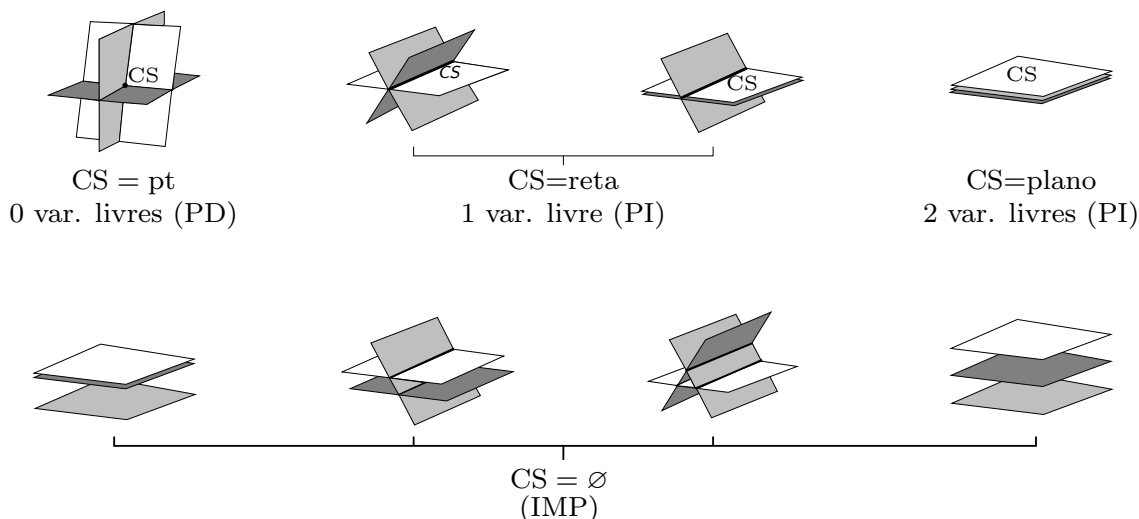 CS
CS
CS
CS
CS = pt
0 var. livres (PD)
CS=reta
1 var. livre (PI)
CS=plano
2 var. livres (PI)
CS = ∅
(IMP)